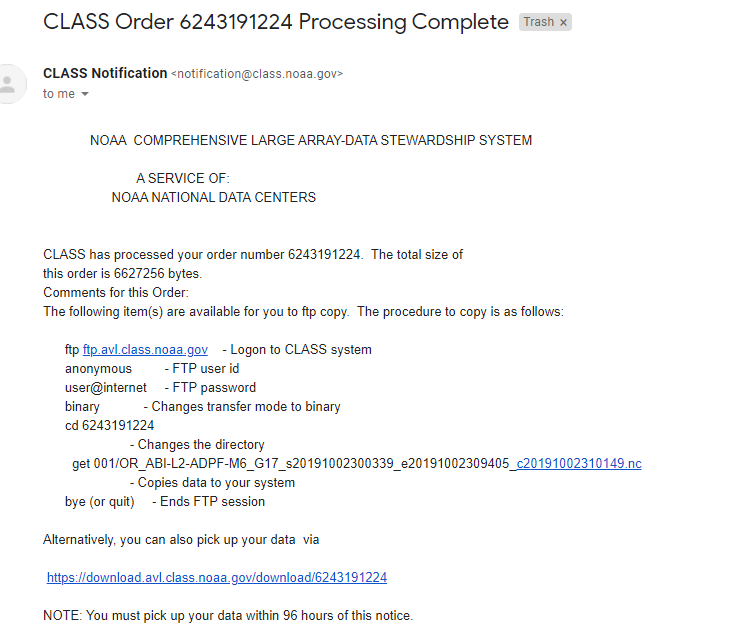 CLASS Order 6243191224 Processing Complete Trash x
CLASS Notification <notification@class.noaa.gov>
to me
NOAA COMPREHENSIVE LARGE ARRAY-DATA STEWARDSHIP SYSTEM
A SERVICE OF:
NOAA NATIONAL DATA CENTERS
CLASS has processed your order number 6243191224. The total size of
this order is 6627256 bytes.
Comments for this Order:
The following item(s) are available for you to ftp copy. The procedure to copy is as follows:
ftp ftp.avl.class.noaa.gov - Logon to CLASS system
anonymous - FTP user id
user@internet - FTP password
binary - Changes transfer mode to binary
cd 6243191224
- Changes the directory
get 001/OR_ABI-L2-ADPF-M6_G17_s20191002300339_e20191002309405_c20191002310149.nc
- Copies data to your system
bye (or quit) - Ends FTP session
Alternatively, you can also pick up your data via
https://download.avl.class.noaa.gov/download/6243191224
NOTE: You must pick up your data within 96 hours of this notice.